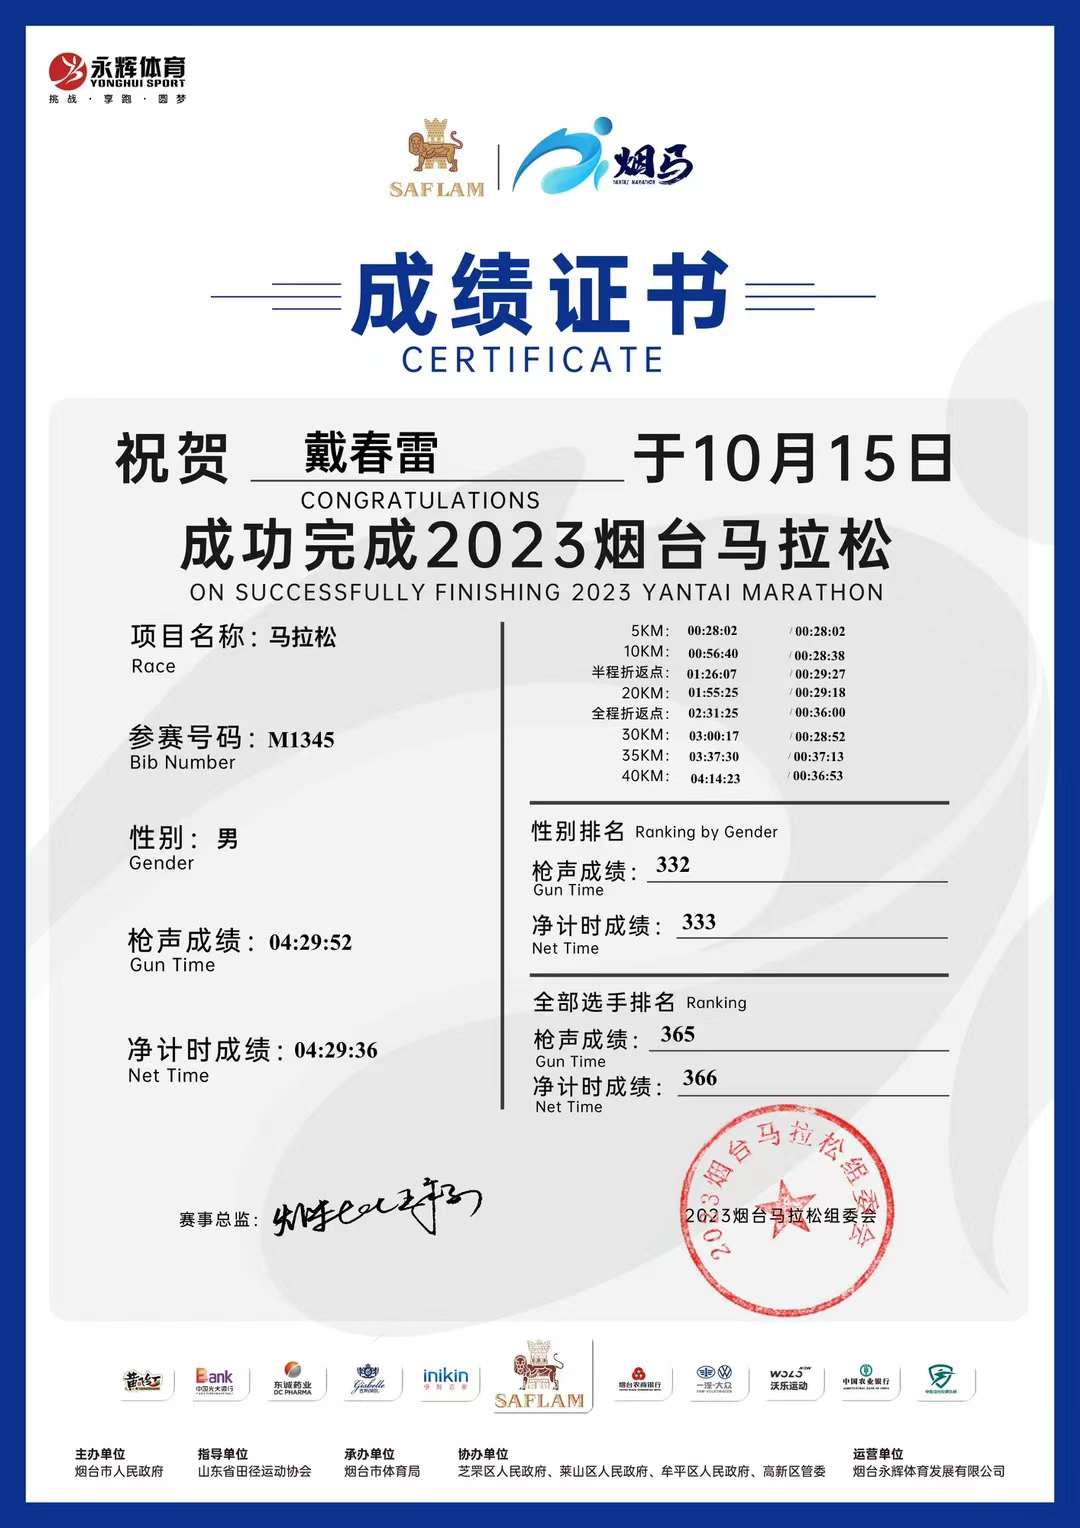 永辉体育
YONGHUI SPORT
挑战·享跑·圆梦
SAFLAM
烟马
YANTAI MARATHON
成绩证书
CERTIFICATE
祝贺 戴春雷 于10月15日
CONGRATULATIONS
成功完成2023烟台马拉松
ON SUCCESSFULLY FINISHING 2023 YANTAI MARATHON
项目名称：马拉松
Race
参赛号码：M1345
Bib Number
性别：男
Gender
枪声成绩：04:29:52
Gun Time
净计时成绩：04:29:36
Net Time
5KM： 00:28:02 /00:28:02
10KM： 00:56:40 /00:28:38
半程折返点： 01:26:07 /00:29:27
20KM： 01:55:25 /00:29:18
全程折返点： 02:31:25 /00:36:00
30KM： 03:00:17 /00:28:52
35KM： 03:37:30 /00:37:13
40KM： 04:14:23 /00:36:53
性别排名 Ranking by Gender
枪声成绩：332
Gun Time
净计时成绩：333
Net Time
全部选手排名 Ranking
枪声成绩：365
Gun Time
净计时成绩：366
Net Time
赛事总监：
2023烟台马拉松组委会
2023烟台马拉松组委会
黄飞红
Bank
中国光大银行
东诚药业
DC PHARMA
Gisbelle
inikin
伊利克新
SAFLAM
烟台农商银行
一汽-大众
沃乐运动
中国农业银行
AGRICULTURAL BANK OF CHINA
主办单位
烟台市人民政府
指导单位
山东省田径运动协会
承办单位
烟台市体育局
协办单位
芝罘区人民政府、莱山区人民政府、牟平区人民政府、高新区管委
运营单位
烟台永辉体育发展有限公司